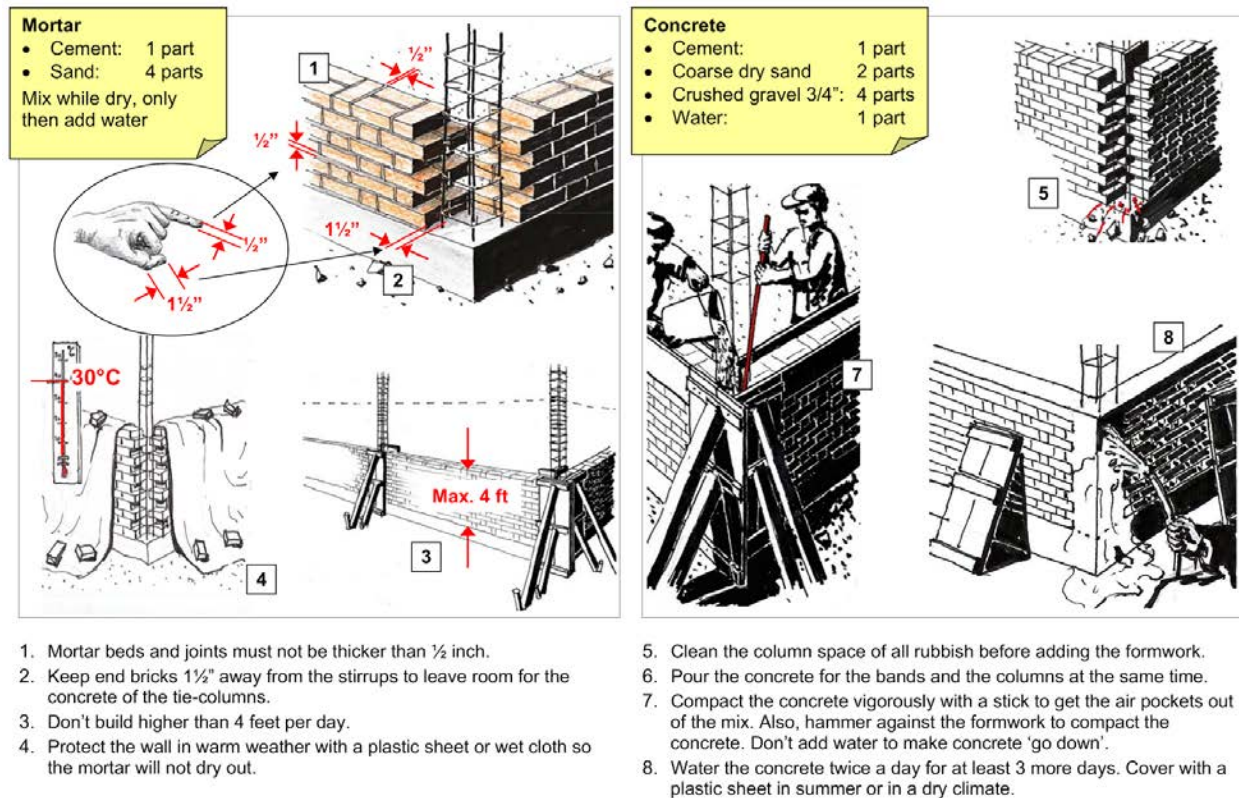 Mortar
• Cement: 1 part
• Sand: 4 parts
Mix while dry, only
then add water
1
½”
½”
½”
1½”
1½”
2
30°C
4
Max. 4 ft
3
Concrete
• Cement: 1 part
• Coarse dry sand 2 parts
• Crushed gravel 3/4”: 4 parts
• Water: 1 part
5
7
8
1. Mortar beds and joints must not be thicker than ½ inch.
2. Keep end bricks 1½” away from the stirrups to leave room for the
concrete of the tie-columns.
3. Don’t build higher than 4 feet per day.
4. Protect the wall in warm weather with a plastic sheet or wet cloth so
the mortar will not dry out.
5. Clean the column space of all rubbish before adding the formwork.
6. Pour the concrete for the bands and the columns at the same time.
7. Compact the concrete vigorously with a stick to get the air pockets out
of the mix. Also, hammer against the formwork to compact the
concrete. Don’t add water to make concrete ‘go down’.
8. Water the concrete twice a day for at least 3 more days. Cover with a
plastic sheet in summer or in a dry climate.